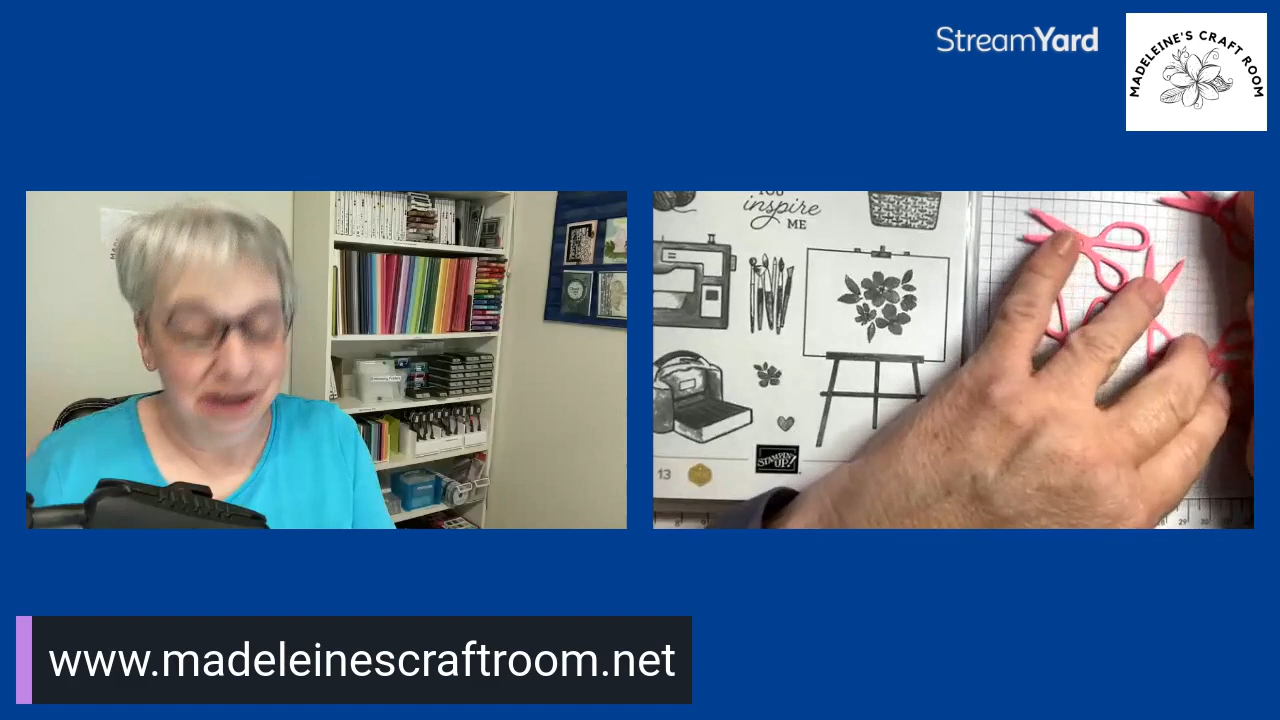 StreamYard
MADELEINE'S CRAFT ROOM
YOU
inspire
ME
STAMPIN' UP!
13
www.madeleinescraftroom.net